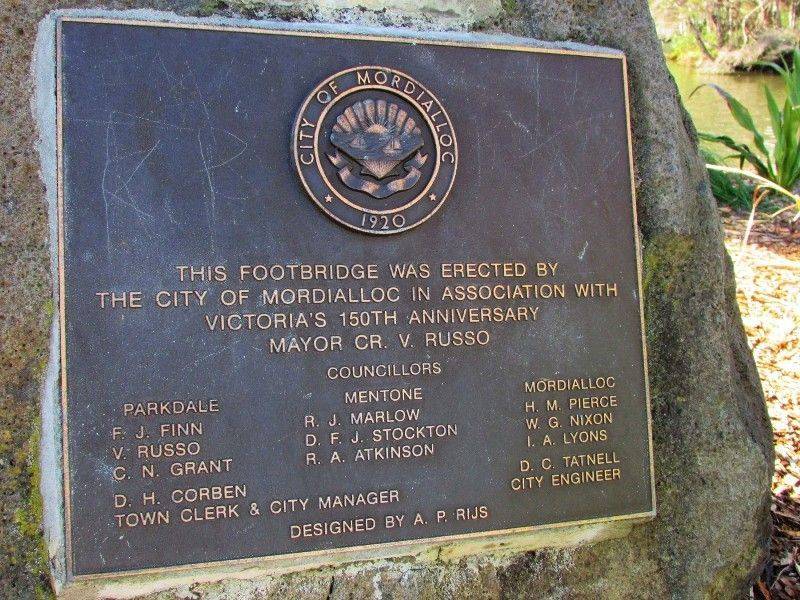 CITY OF MORDIALLOC
1920
THIS FOOTBRIDGE WAS ERECTED BY
THE CITY OF MORDIALLOC IN ASSOCIATION WITH
VICTORIA'S 150TH ANNIVERSARY
MAYOR CR. V. RUSSO
COUNCILLORS
PARKDALE
F. J. FINN
V. RUSSO
C. N. GRANT
MENTONE
R. J. MARLOW
D. F. J. STOCKTON
R. A. ATKINSON
MORDIALLOC
H. M. PIERCE
W. G. NIXON
I. A. LYONS
D. H. CORBEN
TOWN CLERK & CITY MANAGER
D. C. TATNELL
CITY ENGINEER
DESIGNED BY A. P. RIJS